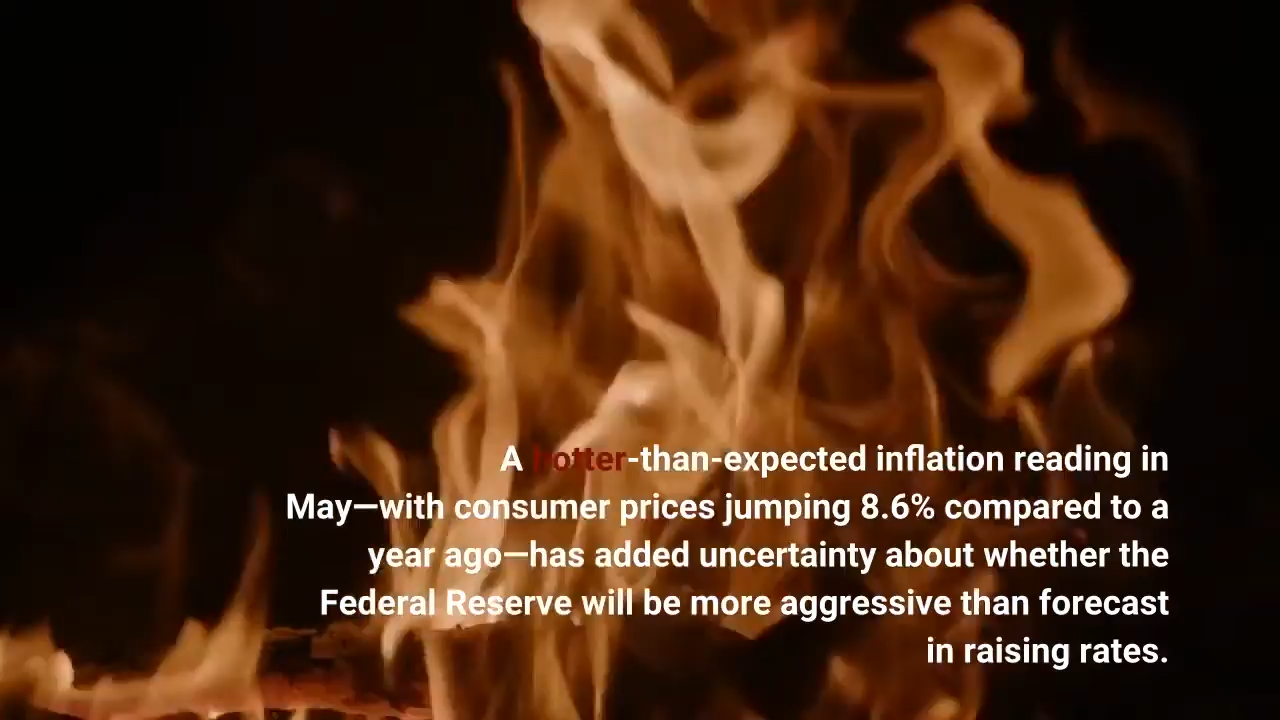 A hotter-than-expected inflation reading in
May—with consumer prices jumping 8.6% compared to a
year ago—has added uncertainty about whether the
Federal Reserve will be more aggressive than forecast
in raising rates.